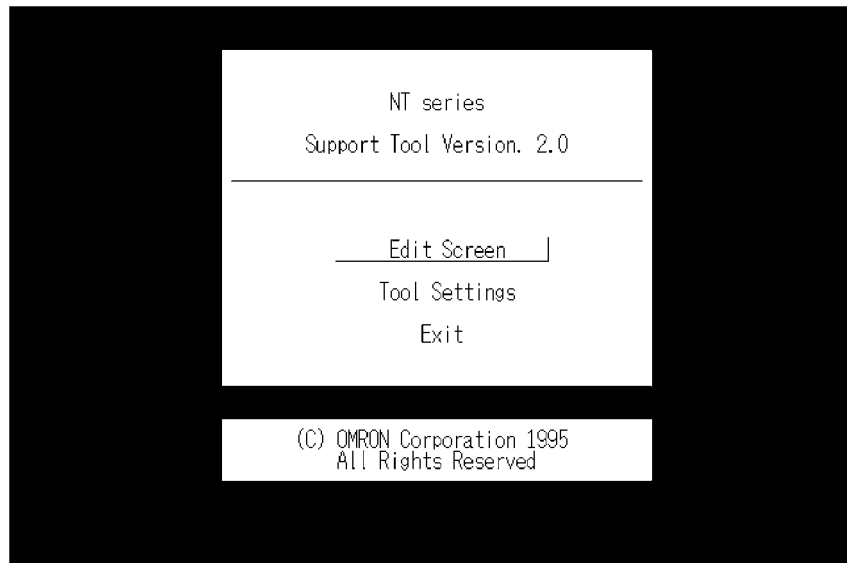 NT series
Support Tool Version. 2.0
Edit Screen
Tool Settings
Exit
(C) OMRON Corporation 1995
All Rights Reserved